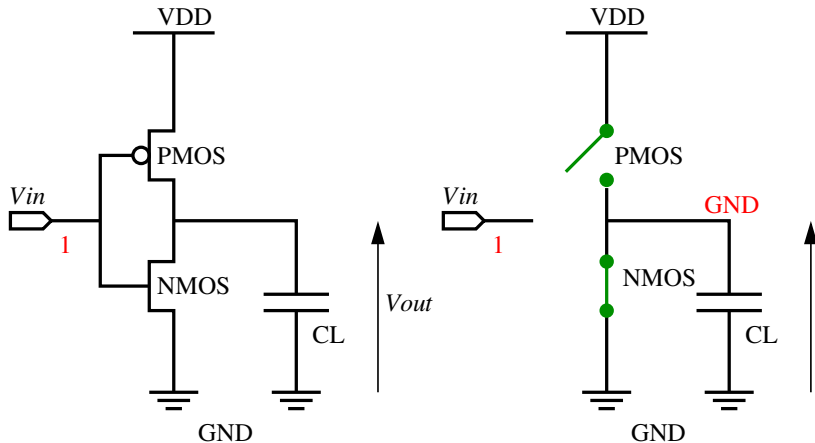 VDD
PMOS
Vin
1
NMOS
Vout
CL
GND
VDD
PMOS
Vin
1
GND
NMOS
CL
GND